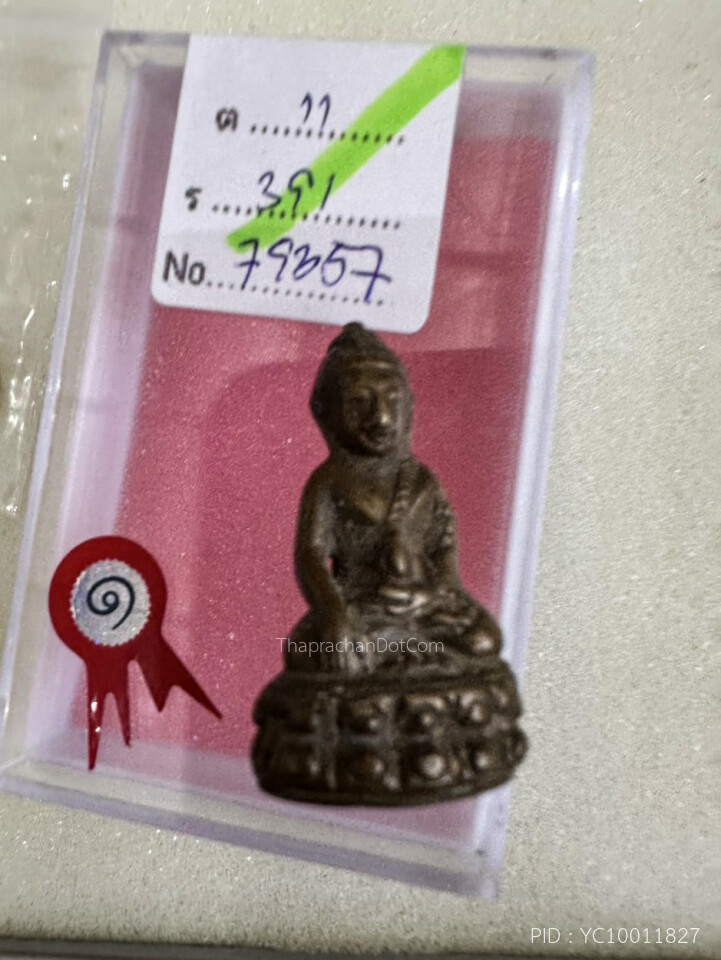 ต ....11..........
ร ....391..........
No...79357
๑
ThaprachanDotCom
PID : YC10011827